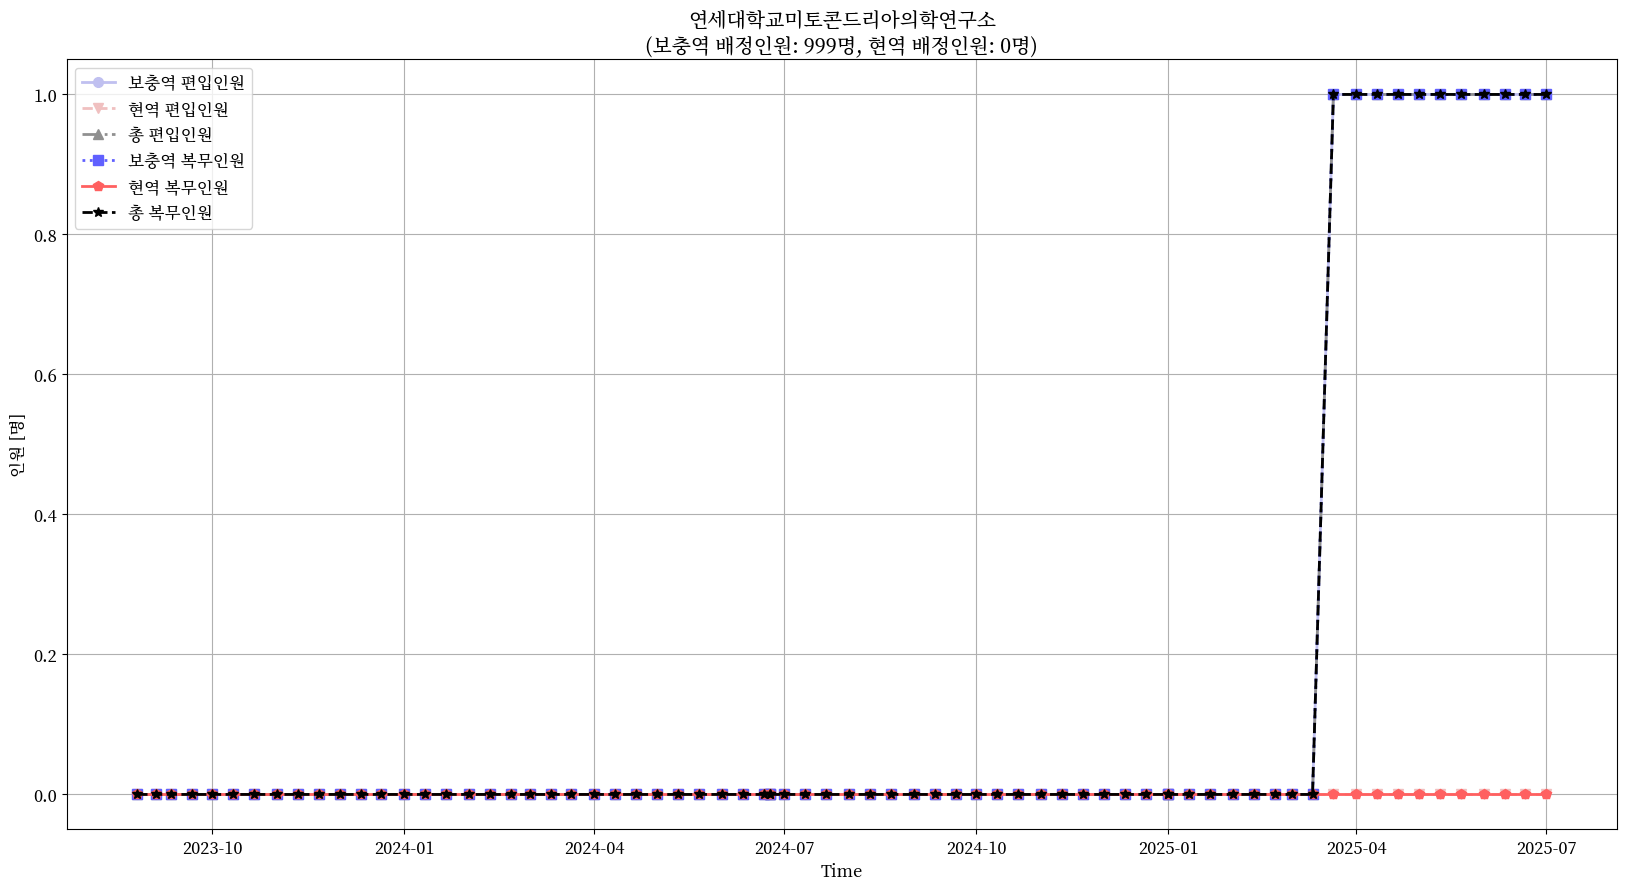 연세대학교미토콘드리아의학연구소
(보충역 배정인원: 999명, 현역 배정인원: 0명)
보충역 편입인원
현역 편입인원
총 편입인원
보충역 복무인원
현역 복무인원
총 복무인원
1.0
0.8
0.6
0.4
0.2
0.0
인원 [명]
2023-10
2024-01
2024-04
2024-07
2024-10
2025-01
2025-04
2025-07
Time